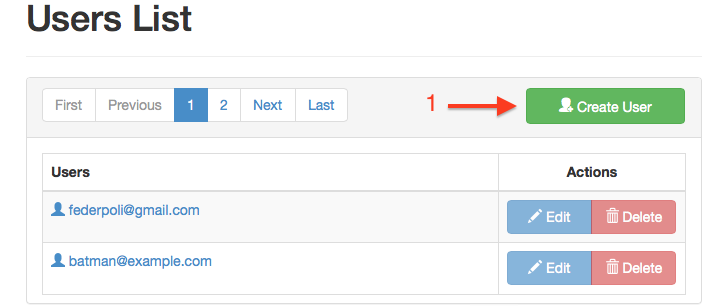 Users List
First Previous 1 2 Next Last 1 Create User
Users Actions
federpoli@gmail.com Edit Delete
batman@example.com Edit Delete